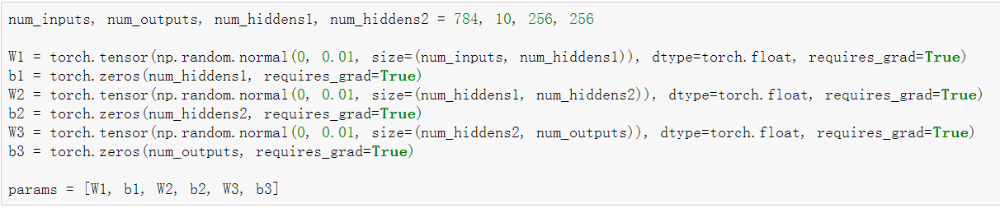 num_inputs, num_outputs, num_hiddens1, num_hiddens2 = 784, 10, 256, 256
W1 = torch.tensor(np.random.normal(0, 0.01, size=(num_inputs, num_hiddens1)), dtype=torch.float, requires_grad=True)
b1 = torch.zeros(num_hiddens1, requires_grad=True)
W2 = torch.tensor(np.random.normal(0, 0.01, size=(num_hiddens1, num_hiddens2)), dtype=torch.float, requires_grad=True)
b2 = torch.zeros(num_hiddens2, requires_grad=True)
W3 = torch.tensor(np.random.normal(0, 0.01, size=(num_hiddens2, num_outputs)), dtype=torch.float, requires_grad=True)
b3 = torch.zeros(num_outputs, requires_grad=True)
params = [W1, b1, W2, b2, W3, b3]